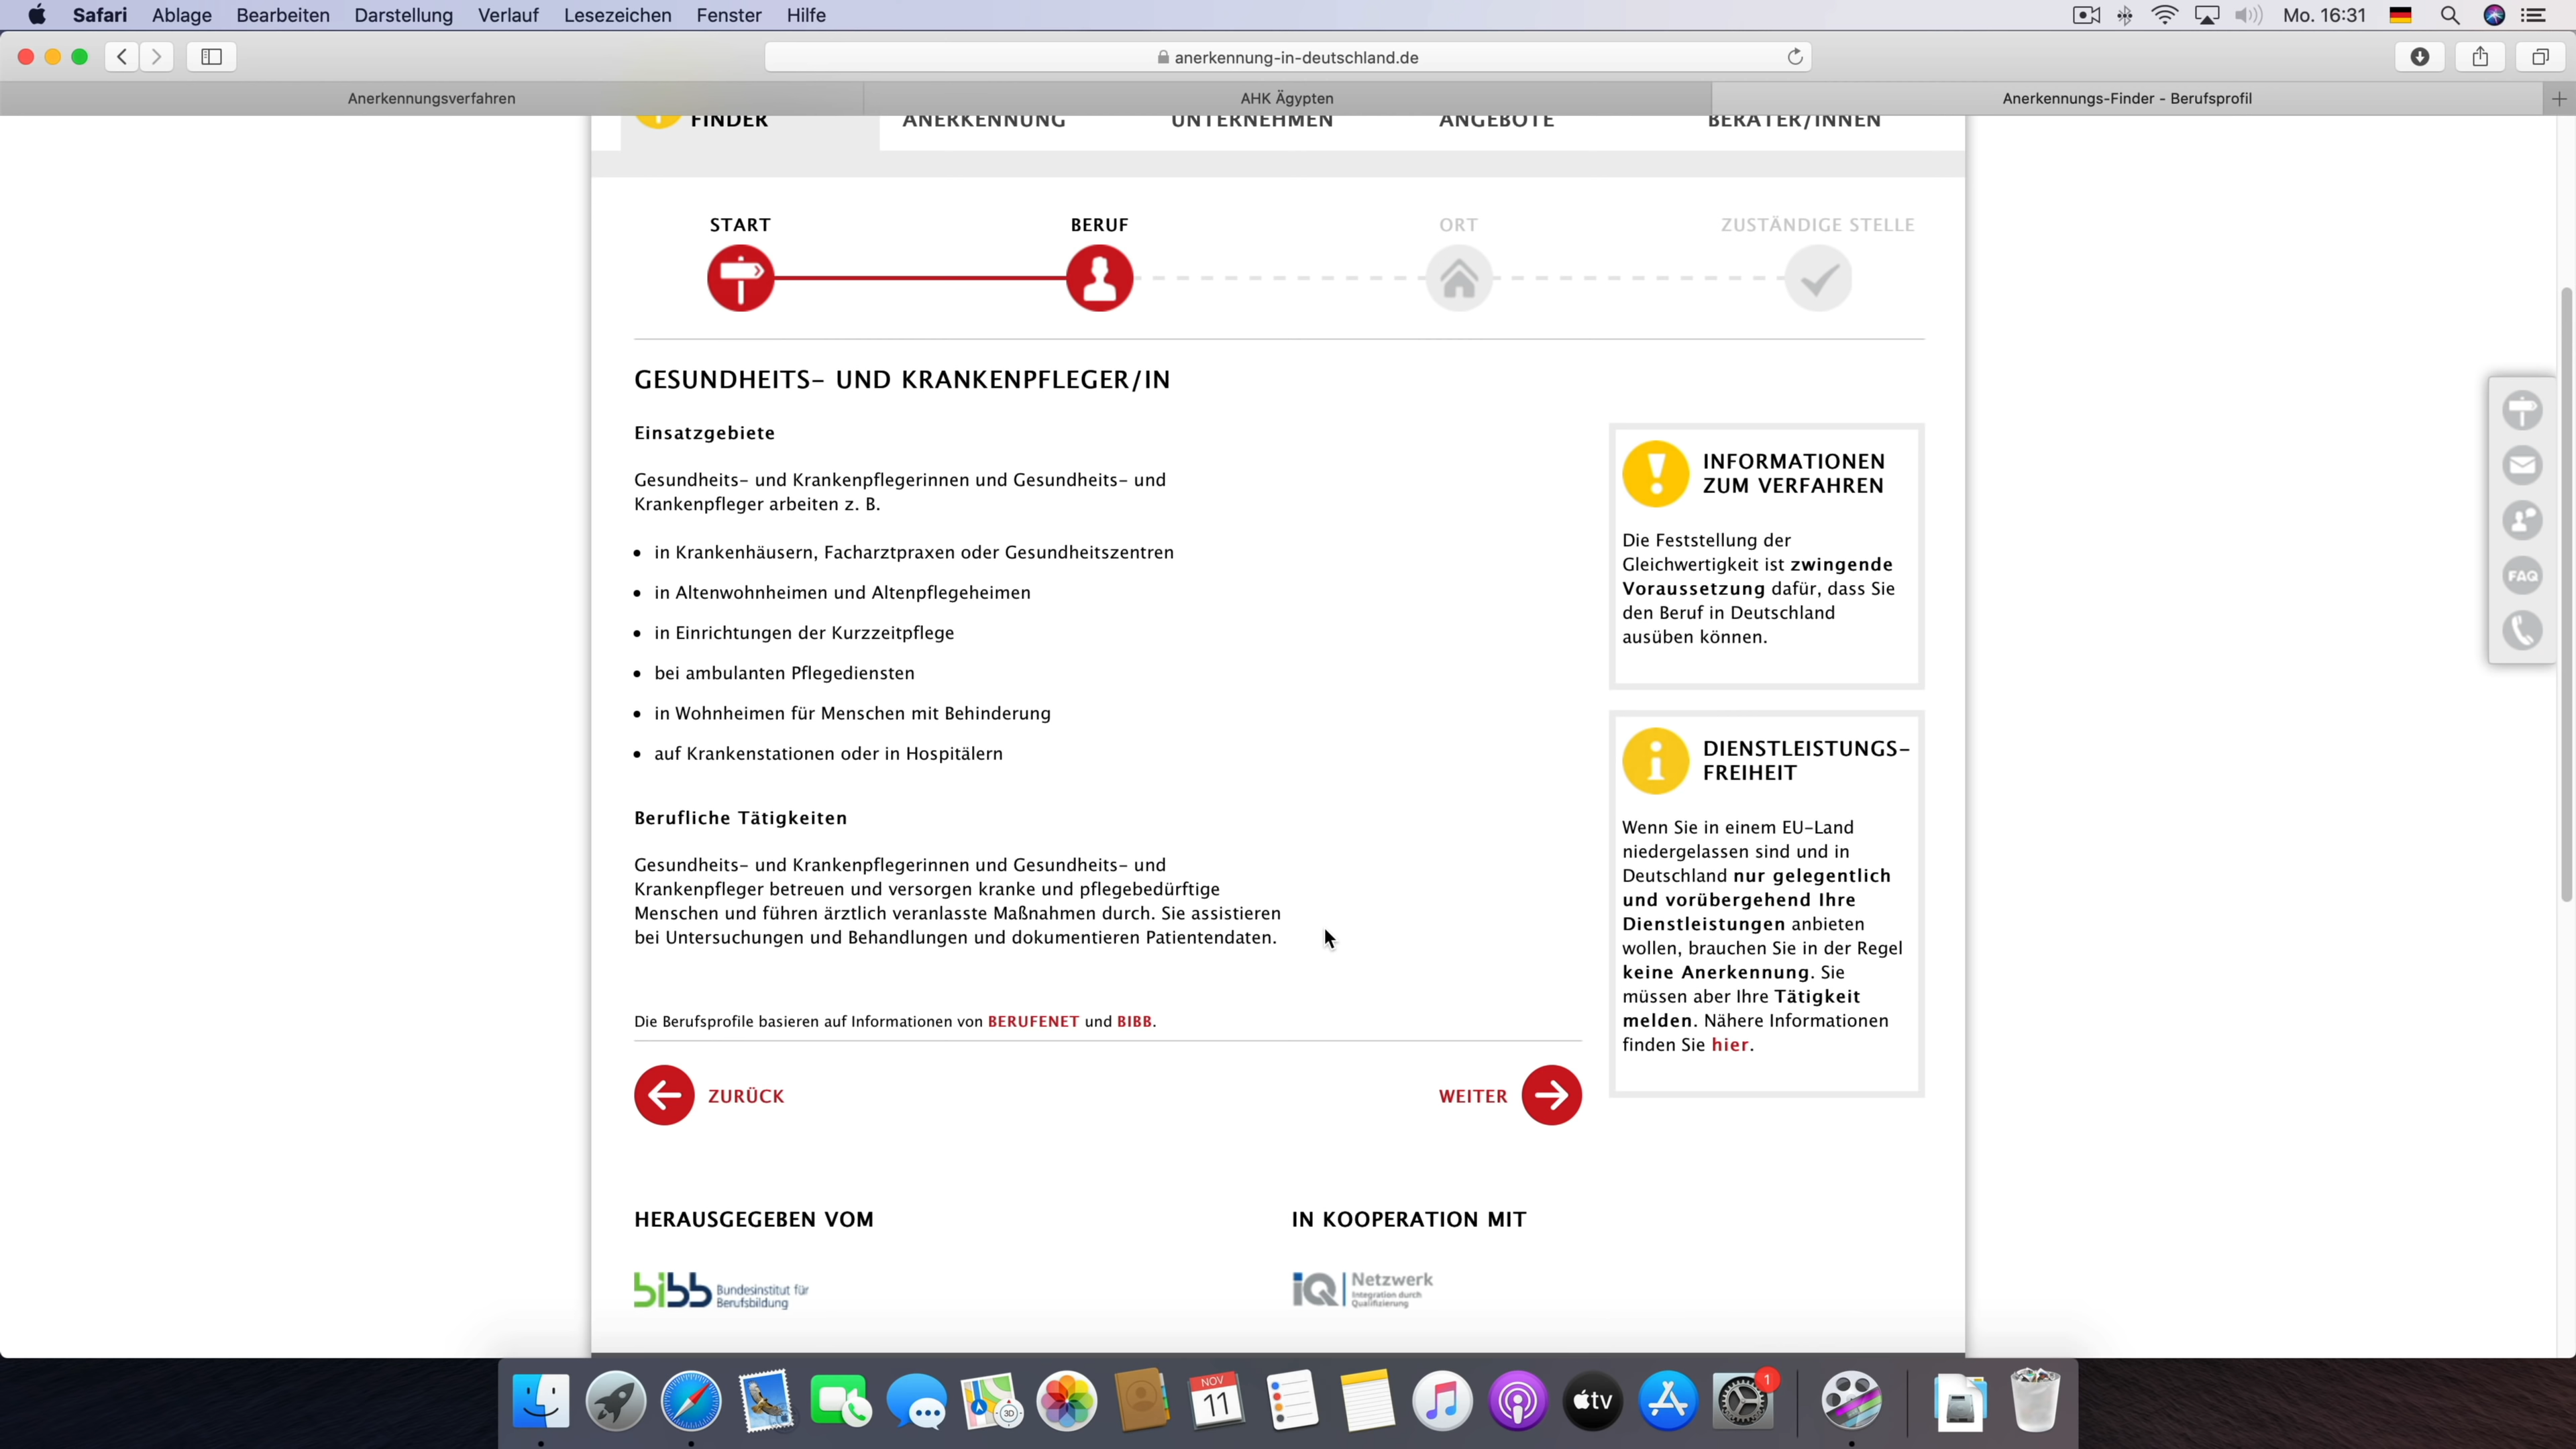 Safari Ablage Bearbeiten Darstellung Verlauf Lesezeichen Fenster Hilfe
Mo. 16:31
anerkennung-in-deutschland.de
Anerkennungsverfahren
AHK Ägypten
Anerkennungs-Finder - Berufsprofil
FINDER
ANERKENNUNG
UNTERNEHMEN
ANGEBOTE
BERATER/INNEN
START
BERUF
ORT
ZUSTÄNDIGE STELLE
GESUNDHEITS- UND KRANKENPFLEGER/IN
Einsatzgebiete
Gesundheits- und Krankenpflegerinnen und Gesundheits- und
Krankenpfleger arbeiten z. B.
• in Krankenhäusern, Facharztpraxen oder Gesundheitszentren
• in Altenwohnheimen und Altenpflegeheimen
• in Einrichtungen der Kurzzeitpflege
• bei ambulanten Pflegediensten
• in Wohnheimen für Menschen mit Behinderung
• auf Krankenstationen oder in Hospitälern
Berufliche Tätigkeiten
Gesundheits- und Krankenpflegerinnen und Gesundheits- und
Krankenpfleger betreuen und versorgen kranke und pflegebedürftige
Menschen und führen ärztlich veranlasste Maßnahmen durch. Sie assistieren
bei Untersuchungen und Behandlungen und dokumentieren Patientendaten.
Die Berufsprofile basieren auf Informationen von BERUFENET und BIBB.
ZURÜCK
WEITER
INFORMATIONEN
ZUM VERFAHREN
Die Feststellung der
Gleichwertigkeit ist zwingende
Voraussetzung dafür, dass Sie
den Beruf in Deutschland
ausüben können.
DIENSTLEISTUNGS-
FREIHEIT
Wenn Sie in einem EU-Land
niedergelassen sind und in
Deutschland nur gelegentlich
und vorübergehend Ihre
Dienstleistungen anbieten
wollen, brauchen Sie in der Regel
keine Anerkennung. Sie
müssen aber Ihre Tätigkeit
melden. Nähere Informationen
finden Sie hier.
FAQ
HERAUSGEGEBEN VOM
IN KOOPERATION MIT
bibb Bundesinstitut für
Berufsbildung
iQ Netzwerk
Integration durch
Qualifizierung
3D
NOV
11
tv
1